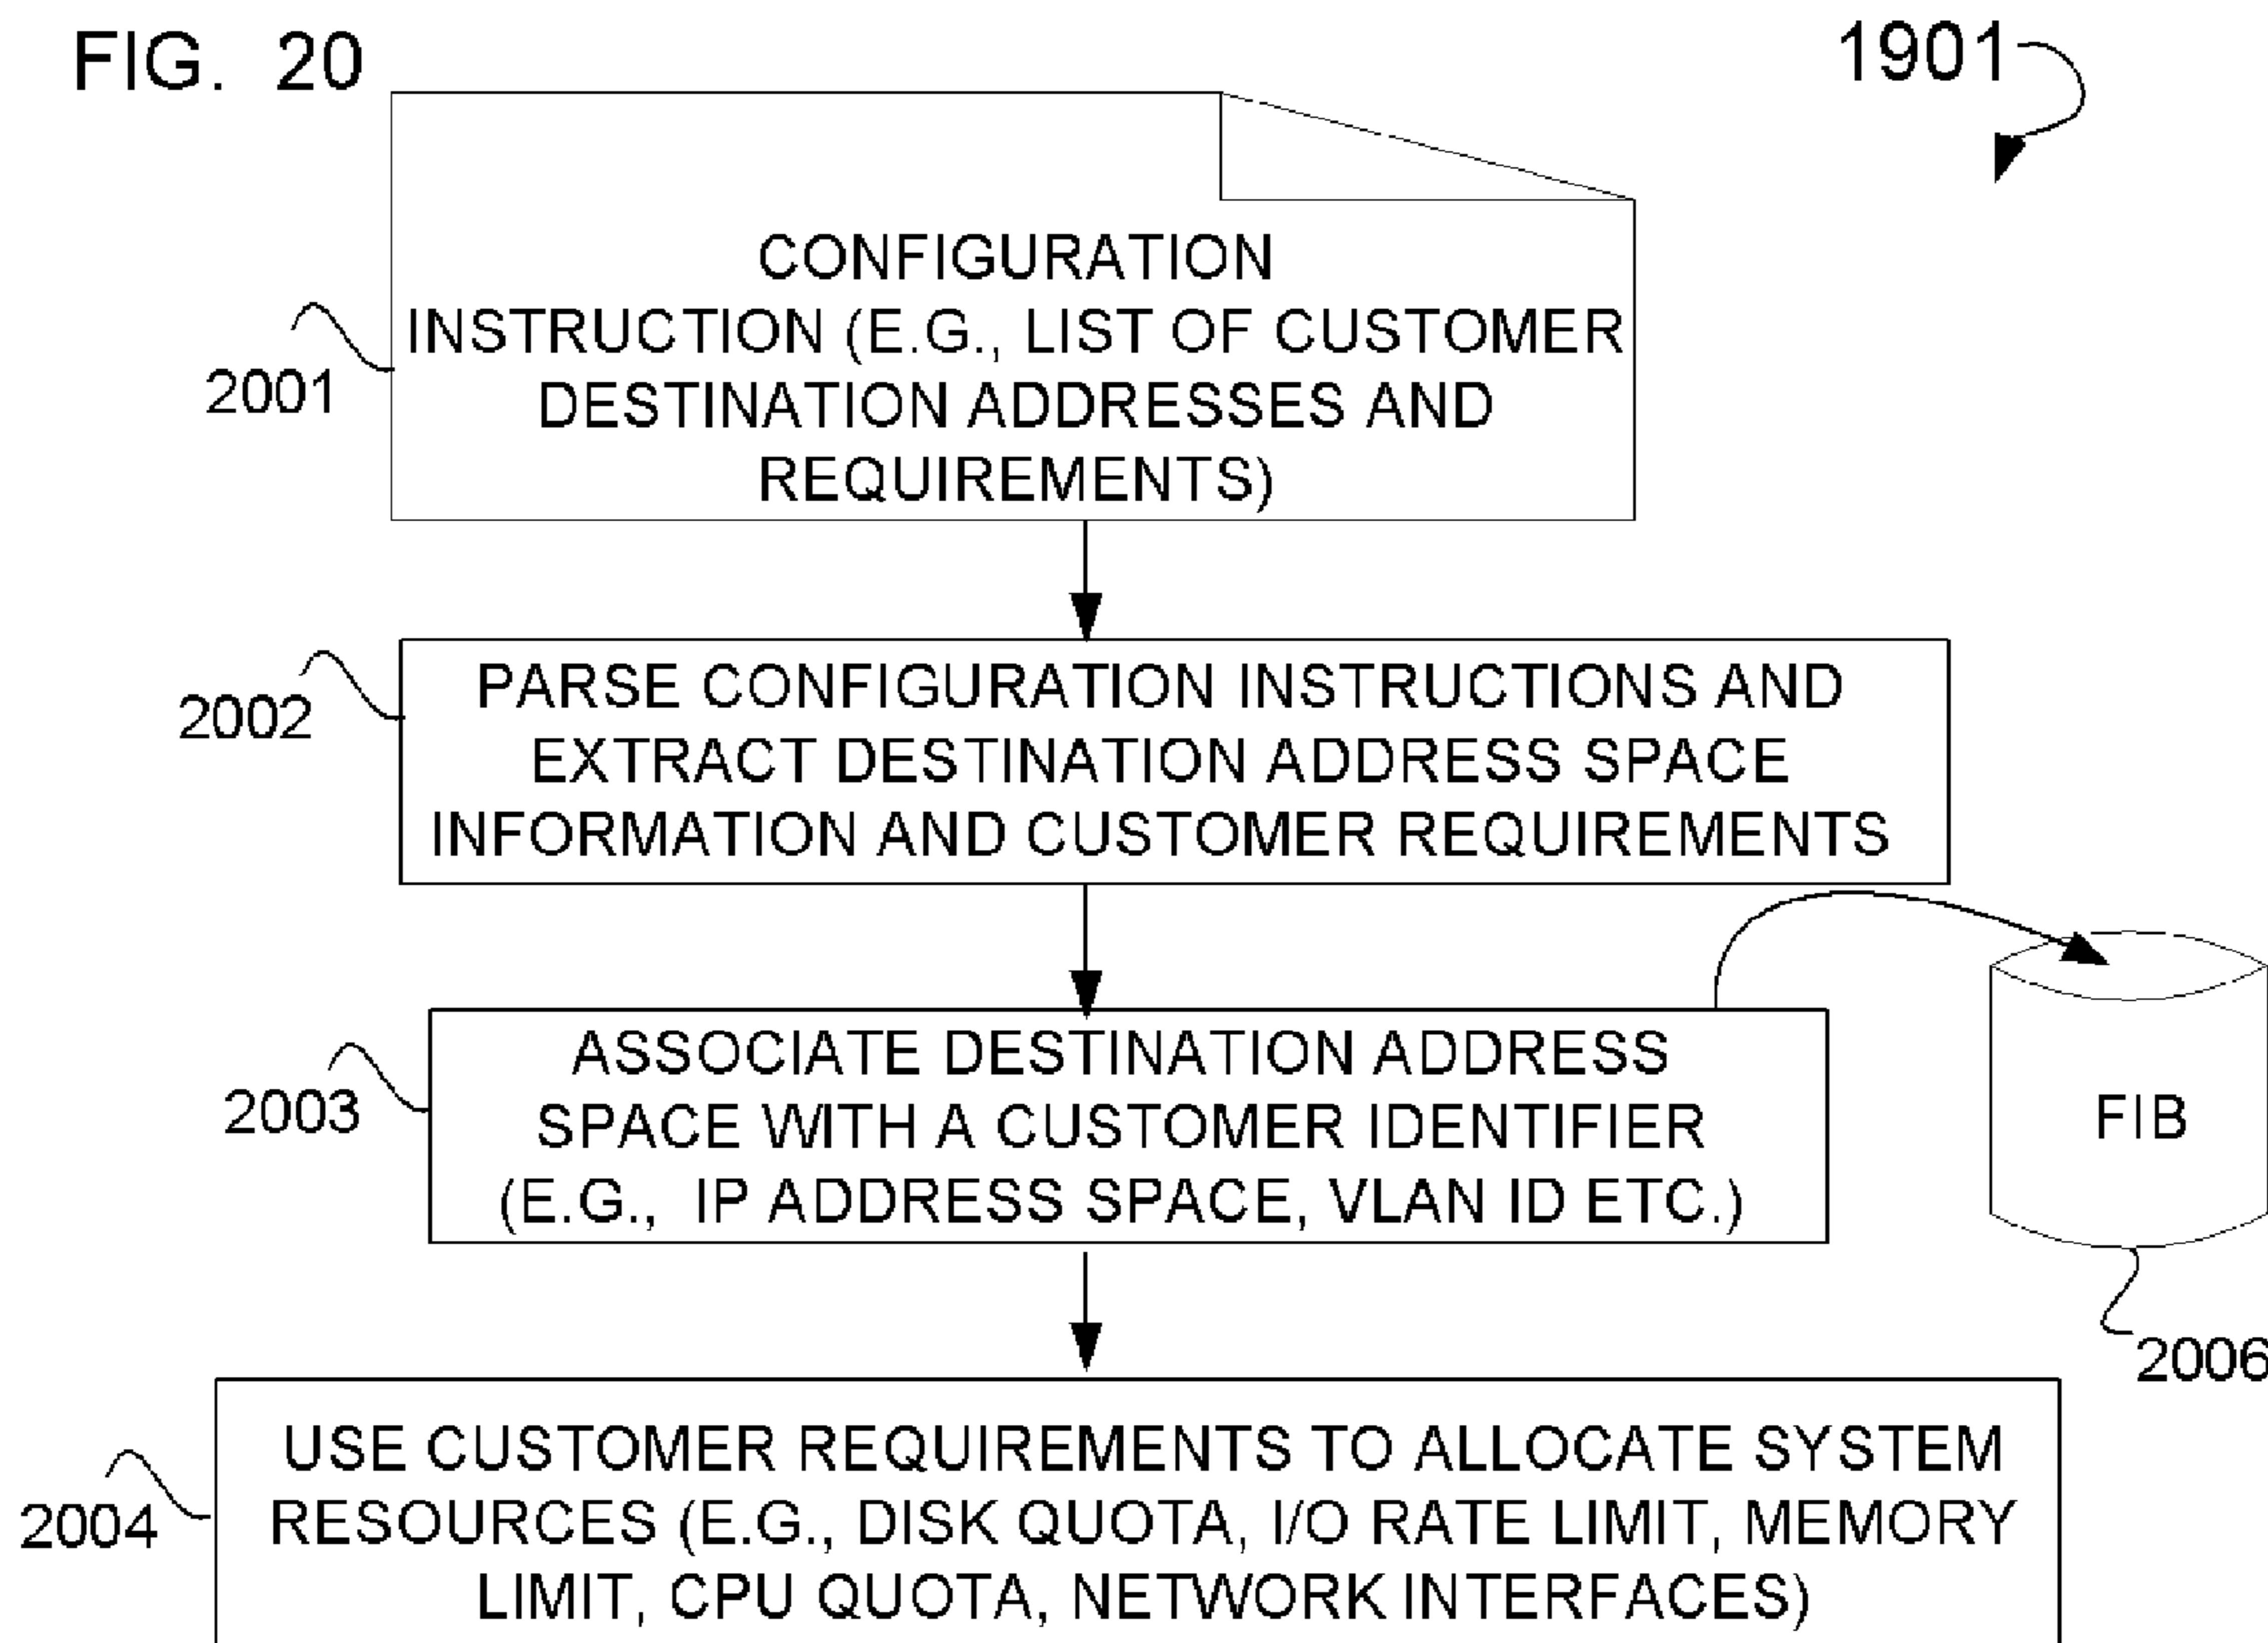 FIG. 20
1901
CONFIGURATION
INSTRUCTION (E.G., LIST OF CUSTOMER
DESTINATION ADDRESSES AND
REQUIREMENTS)
2001
PARSE CONFIGURATION INSTRUCTIONS AND
EXTRACT DESTINATION ADDRESS SPACE
INFORMATION AND CUSTOMER REQUIREMENTS
2002
ASSOCIATE DESTINATION ADDRESS
SPACE WITH A CUSTOMER IDENTIFIER
(E.G., IP ADDRESS SPACE, VLAN ID ETC.)
2003
FIB
2006
USE CUSTOMER REQUIREMENTS TO ALLOCATE SYSTEM
RESOURCES (E.G., DISK QUOTA, I/O RATE LIMIT, MEMORY
LIMIT, CPU QUOTA, NETWORK INTERFACES)
2004